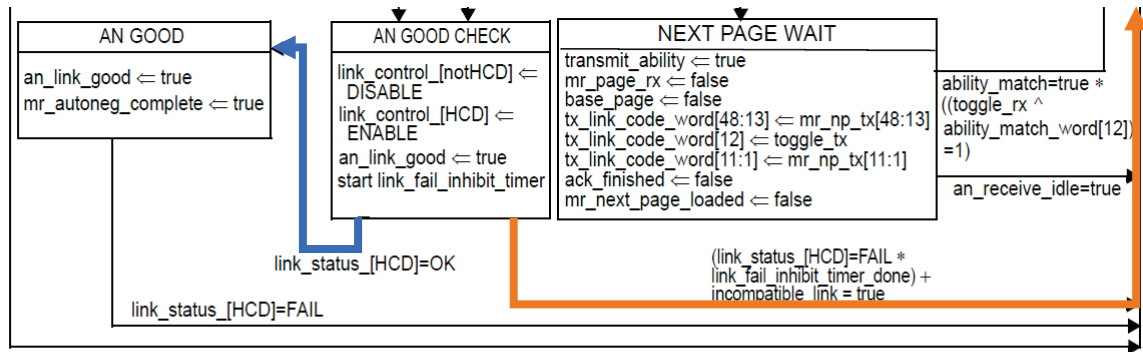 AN GOOD
an_link_good ⇐ true
mr_autoneg_complete ⇐ true
AN GOOD CHECK
link_control_[notHCD] ⇐
DISABLE
link_control_[HCD] ⇐
ENABLE
an_link_good ⇐ true
start link_fail_inhibit_timer
NEXT PAGE WAIT
transmit_ability ⇐ true
mr_page_rx ⇐ false
base_page ⇐ false
tx_link_code_word[48:13] ⇐ mr_np_tx[48:13]
tx_link_code_word[12] ⇐ toggle_tx
tx_link_code_word[11:1] ⇐ mr_np_tx[11:1]
ack_finished ⇐ false
mr_next_page_loaded ⇐ false
ability_match=true *
((toggle_rx ^
ability_match_word[12])
=1)
an_receive_idle=true
link_status_[HCD]=OK
(link_status_[HCD]=FAIL *
link_fail_inhibit_timer_done) +
incompatible_link = true
link_status_[HCD]=FAIL